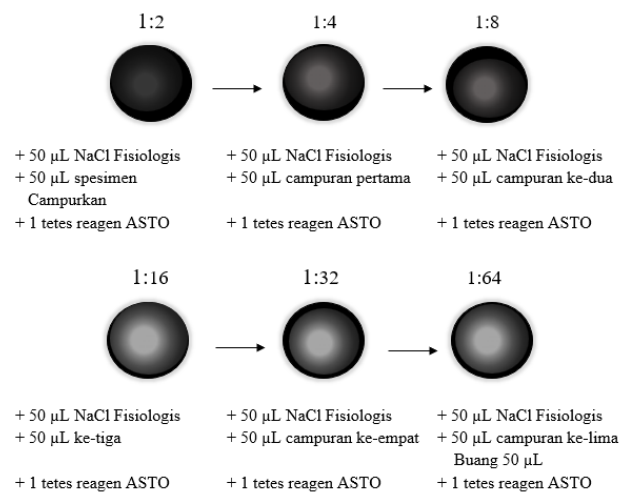 1:2 1:4 1:8
+ 50 µL NaCl Fisiologis + 50 µL NaCl Fisiologis + 50 µL NaCl Fisiologis
+ 50 µL spesimen + 50 µL campuran pertama + 50 µL campuran ke-dua
Campurkan
+ 1 tetes reagen ASTO + 1 tetes reagen ASTO + 1 tetes reagen ASTO
1:16 1:32 1:64
+ 50 µL NaCl Fisiologis + 50 µL NaCl Fisiologis + 50 µL NaCl Fisiologis
+ 50 µL ke-tiga + 50 µL campuran ke-empat + 50 µL campuran ke-lima
Buang 50 µL
+ 1 tetes reagen ASTO + 1 tetes reagen ASTO + 1 tetes reagen ASTO